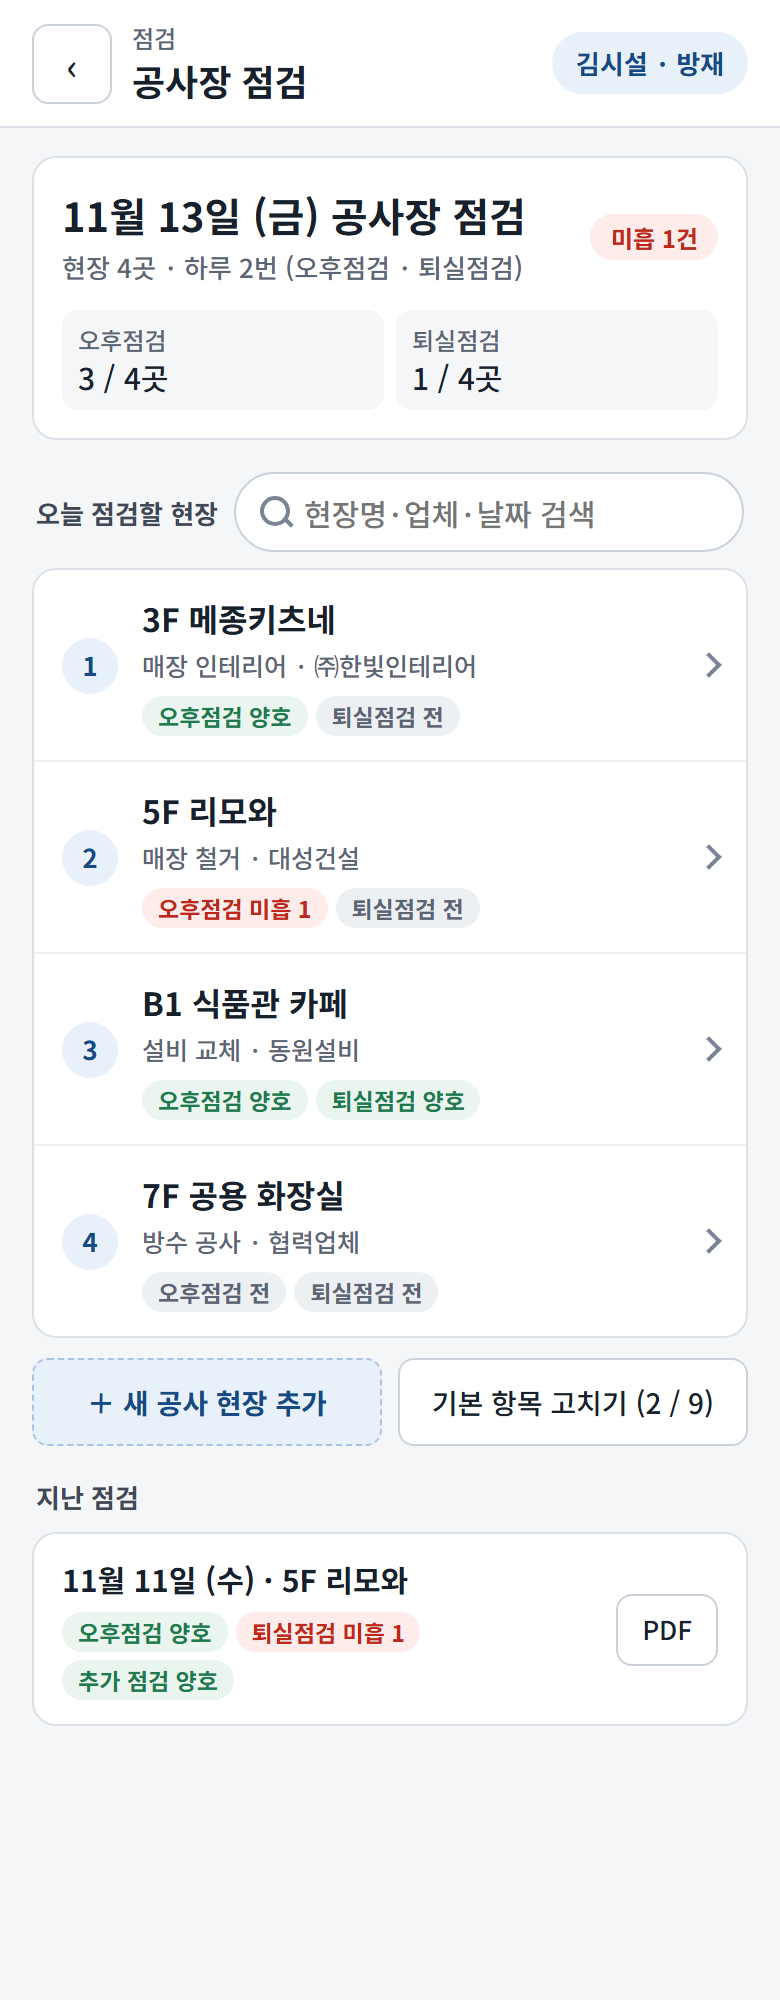 ‹
점검
공사장 점검
김시설 · 방재
11월 13일 (금) 공사장 점검
현장 4곳 · 하루 2번 (오후점검 · 퇴실점검)
미흡 1건
오후점검
3 / 4곳
퇴실점검
1 / 4곳
오늘 점검할 현장
현장명·업체·날짜 검색
1
3F 메종키츠네
매장 인테리어 · ㈜한빛인테리어
오후점검 양호 퇴실점검 전
2
5F 리모와
매장 철거 · 대성건설
오후점검 미흡 1 퇴실점검 전
3
B1 식품관 카페
설비 교체 · 동원설비
오후점검 양호 퇴실점검 양호
4
7F 공용 화장실
방수 공사 · 협력업체
오후점검 전 퇴실점검 전
+ 새 공사 현장 추가
기본 항목 고치기 (2 / 9)
지난 점검
11월 11일 (수) · 5F 리모와
오후점검 양호 퇴실점검 미흡 1
추가 점검 양호
PDF